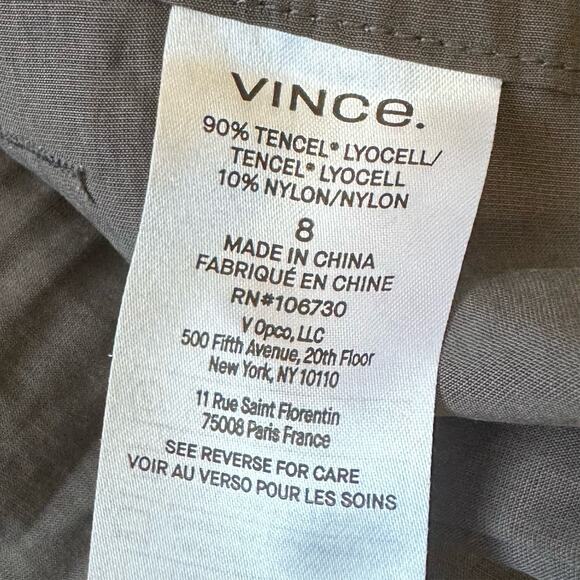 VINCe.
90% TENCEL® LYOCELL/
TENCEL® LYOCELL
10% NYLON/NYLON
8
MADE IN CHINA
FABRIQUÉ EN CHINE
RN#106730
V Opco, LLC
500 Fifth Avenue, 20th Floor
New York, NY 10110
11 Rue Saint Florentin
75008 Paris France
SEE REVERSE FOR CARE
VOIR AU VERSO POUR LES SOINS